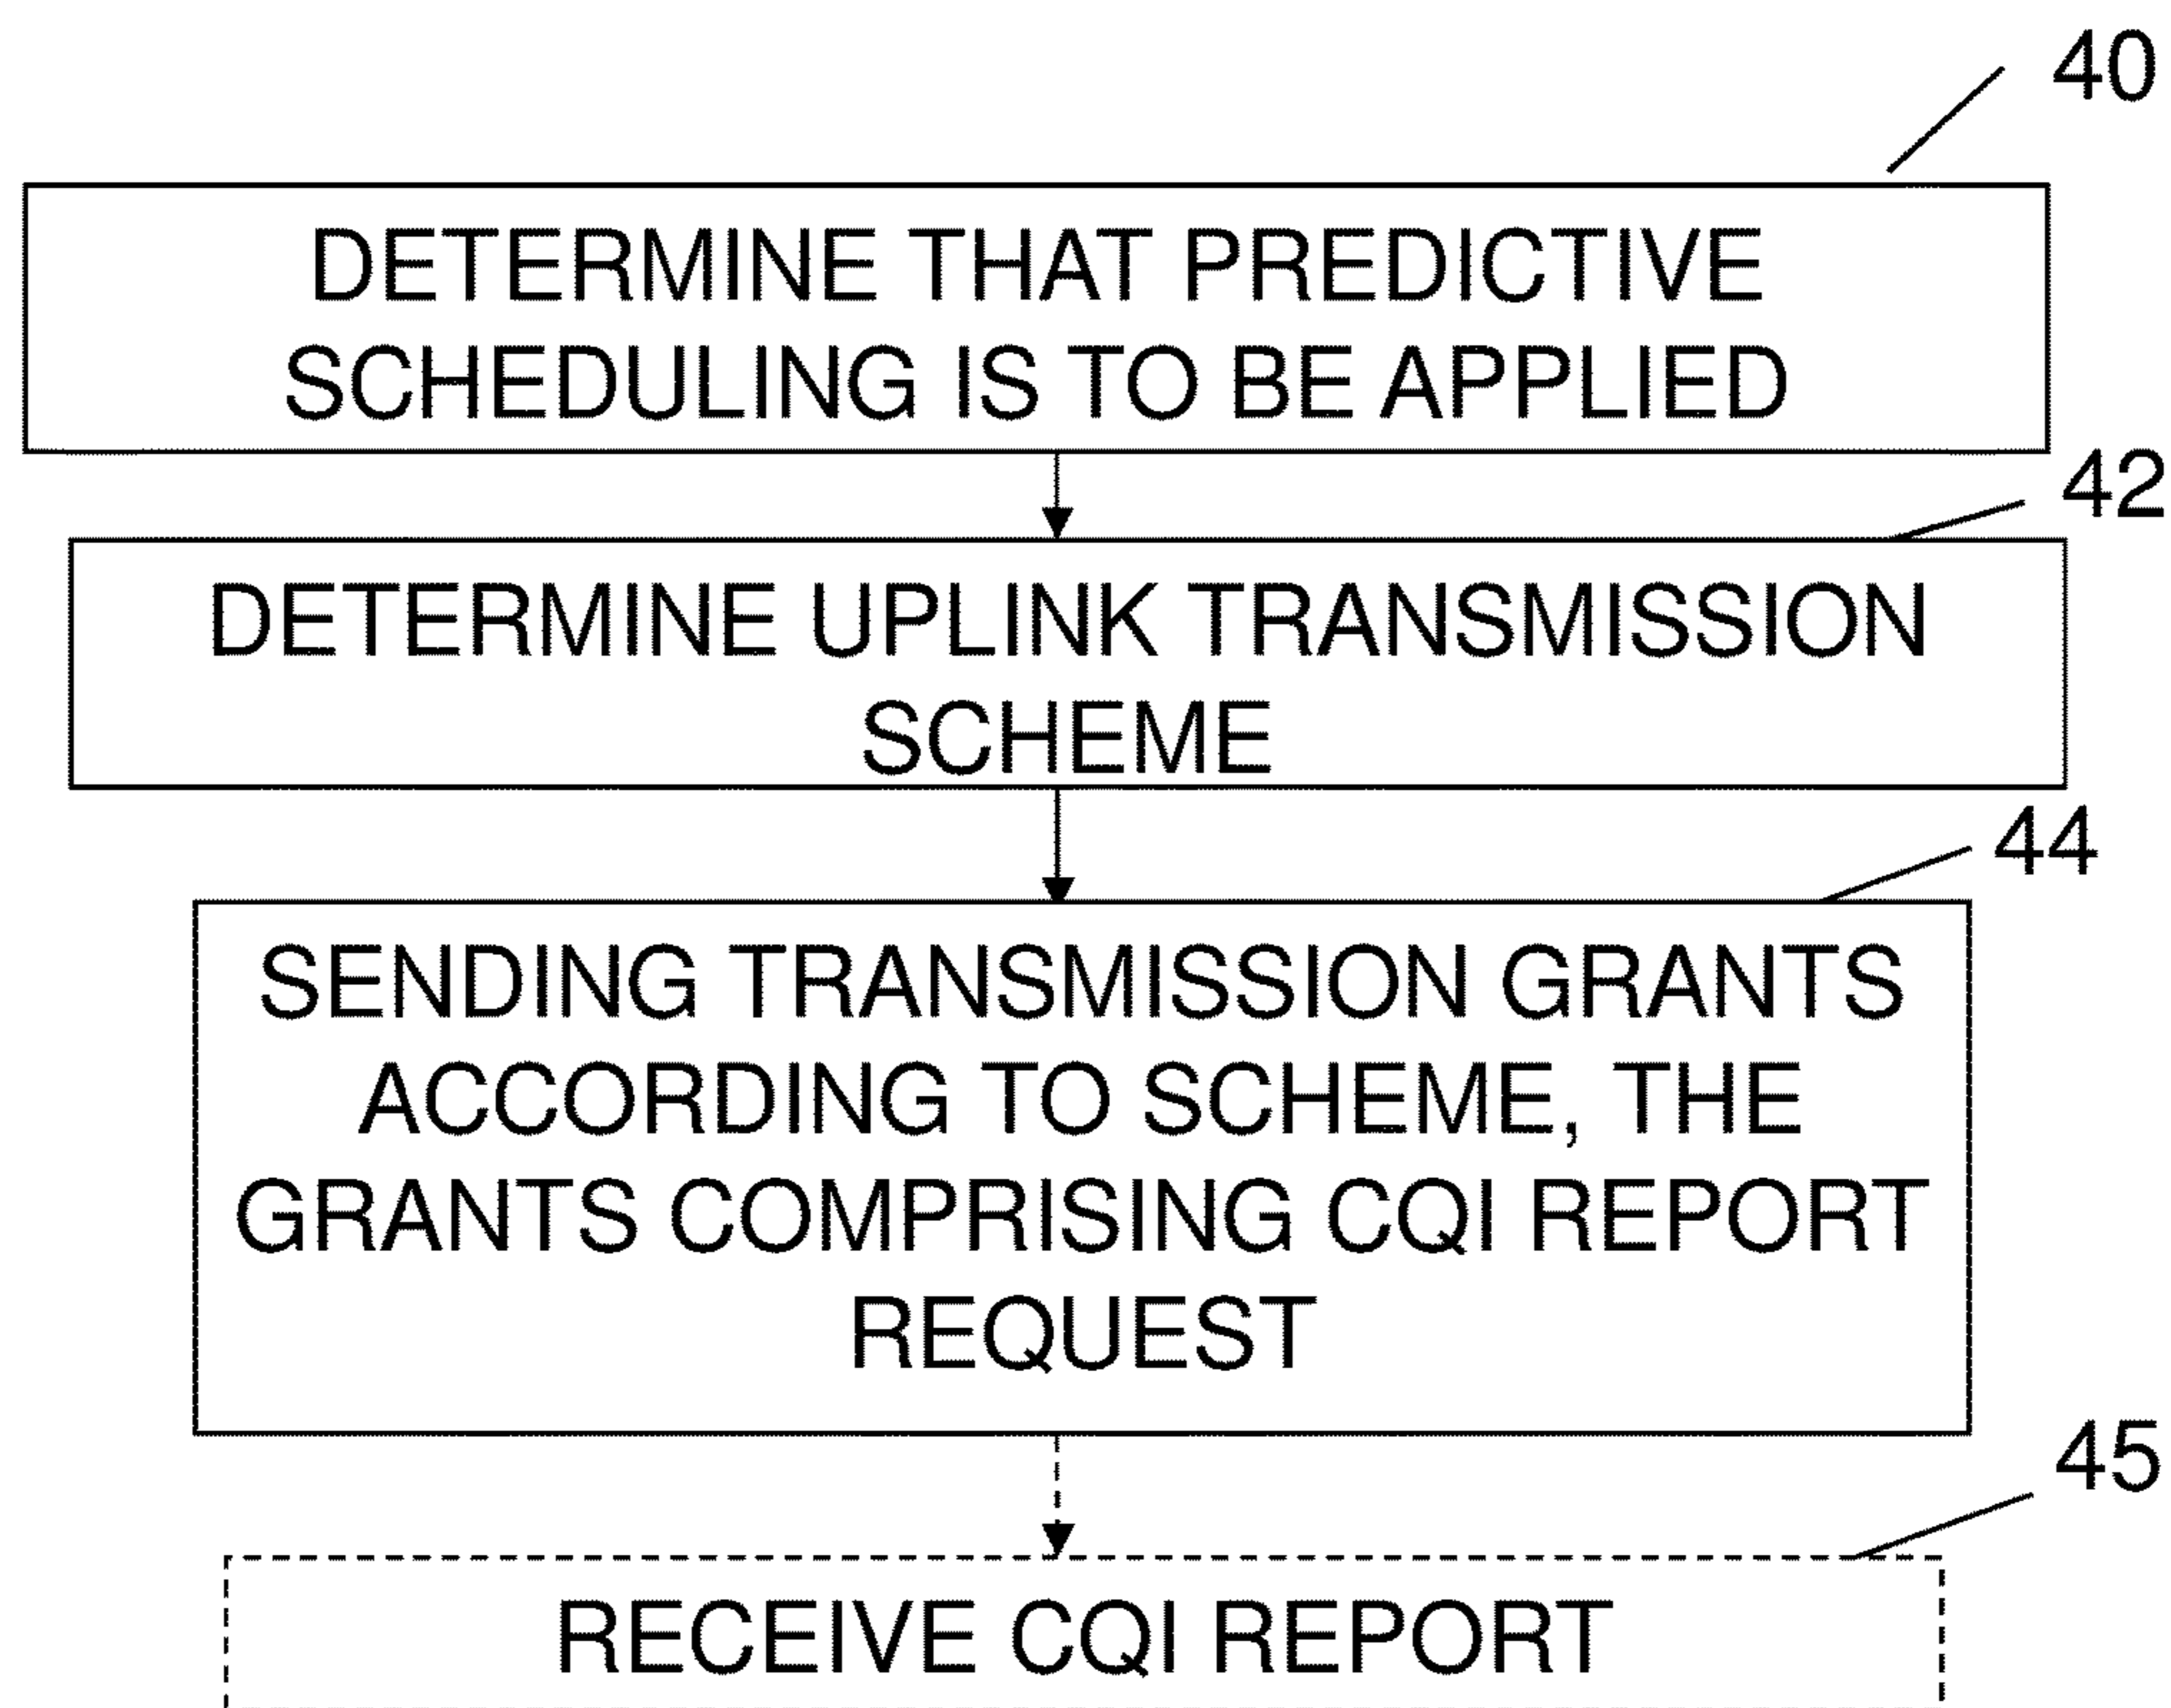 40
DETERMINE THAT PREDICTIVE
SCHEDULING IS TO BE APPLIED
42
DETERMINE UPLINK TRANSMISSION
SCHEME
44
SENDING TRANSMISSION GRANTS
ACCORDING TO SCHEME, THE
GRANTS COMPRISING CQI REPORT
REQUEST
45
RECEIVE CQI REPORT